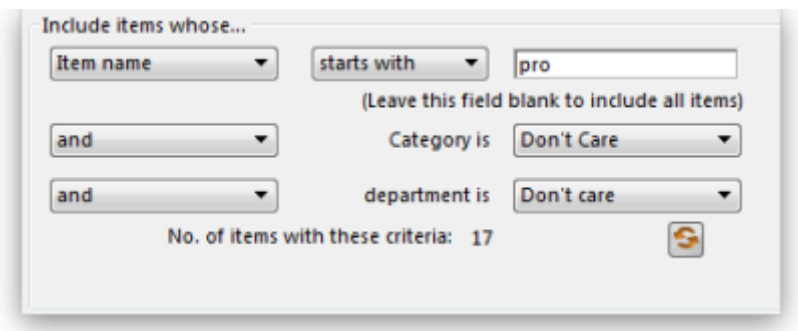 Include items whose...
Item name starts with pro
(Leave this field blank to include all items)
and Category is Don't Care
and department is Don't care
No. of items with these criteria: 17